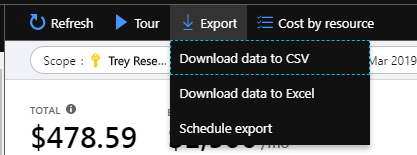 Refresh Tour Export Cost by resource
Scope : Trey Rese... Mar 2019
Download data to CSV
Download data to Excel
Schedule export
TOTAL
$478.59 /mo